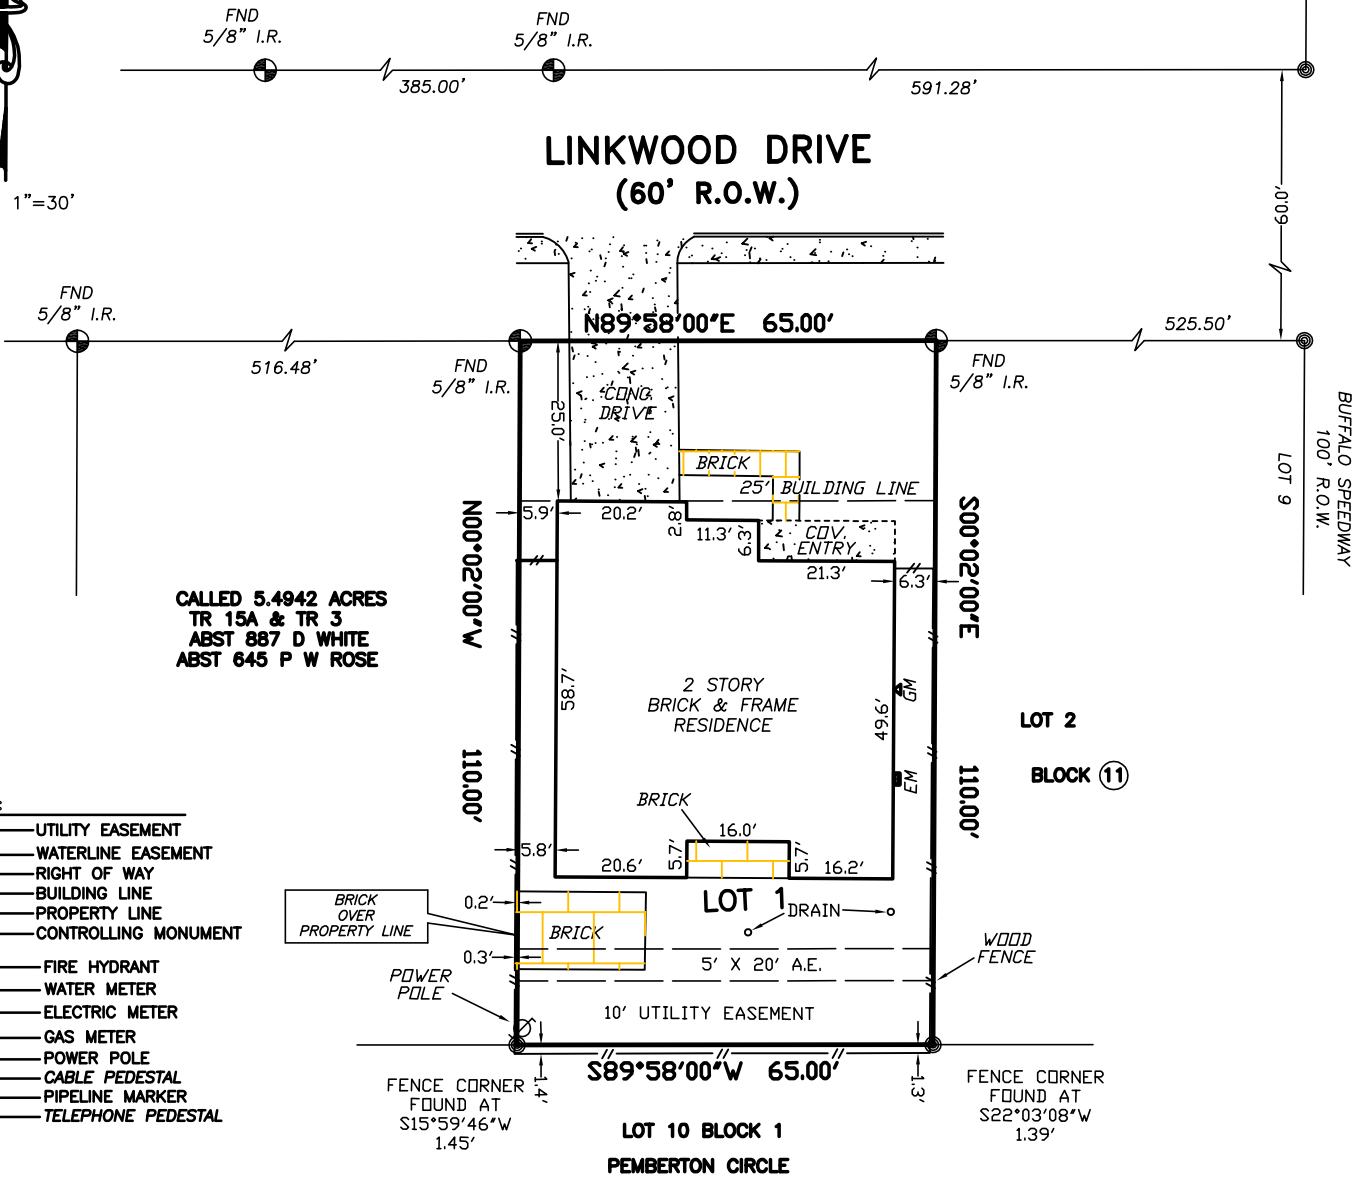 FND
5/8" I.R.
FND
5/8" I.R.
385.00'
591.28'
LINKWOOD DRIVE
(60' R.O.W.)
1"=30'
60.0'
FND
5/8" I.R.
516.48'
N89°58'00"E 65.00'
525.50'
FND
5/8" I.R.
FND
5/8" I.R.
CONC.
DRIVE
25.0'
BRICK
25' BUILDING LINE
BUFFALO SPEEDWAY
100' R.O.W.
LOT 9
5.9'
20.2'
2.8'
11.3'
6.3'
COV.
ENTRY
21.3'
6.3'
N00°02'00"W
110.00'
S00°02'00"E
110.00'
CALLED 5.4942 ACRES
TR 15A & TR 3
ABST 887 D WHITE
ABST 645 P W ROSE
58.7'
2 STORY
BRICK & FRAME
RESIDENCE
49.6'
GM
EM
LOT 2
BLOCK 11
BRICK
16.0'
5.8'
20.6'
5.7'
5.7'
16.2'
LOT 1
DRAIN
BRICK
OVER
PROPERTY LINE
0.2'
BRICK
0.3'
WOOD
FENCE
5' X 20' A.E.
POWER
POLE
10' UTILITY EASEMENT
S89°58'00"W 65.00'
1.4'
1.3'
FENCE CORNER
FOUND AT
S15°59'46"W
1.45'
FENCE CORNER
FOUND AT
S22°03'08"W
1.39'
LOT 10 BLOCK 1
PEMBERTON CIRCLE
:
UTILITY EASEMENT
WATERLINE EASEMENT
RIGHT OF WAY
BUILDING LINE
PROPERTY LINE
CONTROLLING MONUMENT
FIRE HYDRANT
WATER METER
ELECTRIC METER
GAS METER
POWER POLE
CABLE PEDESTAL
PIPELINE MARKER
TELEPHONE PEDESTAL